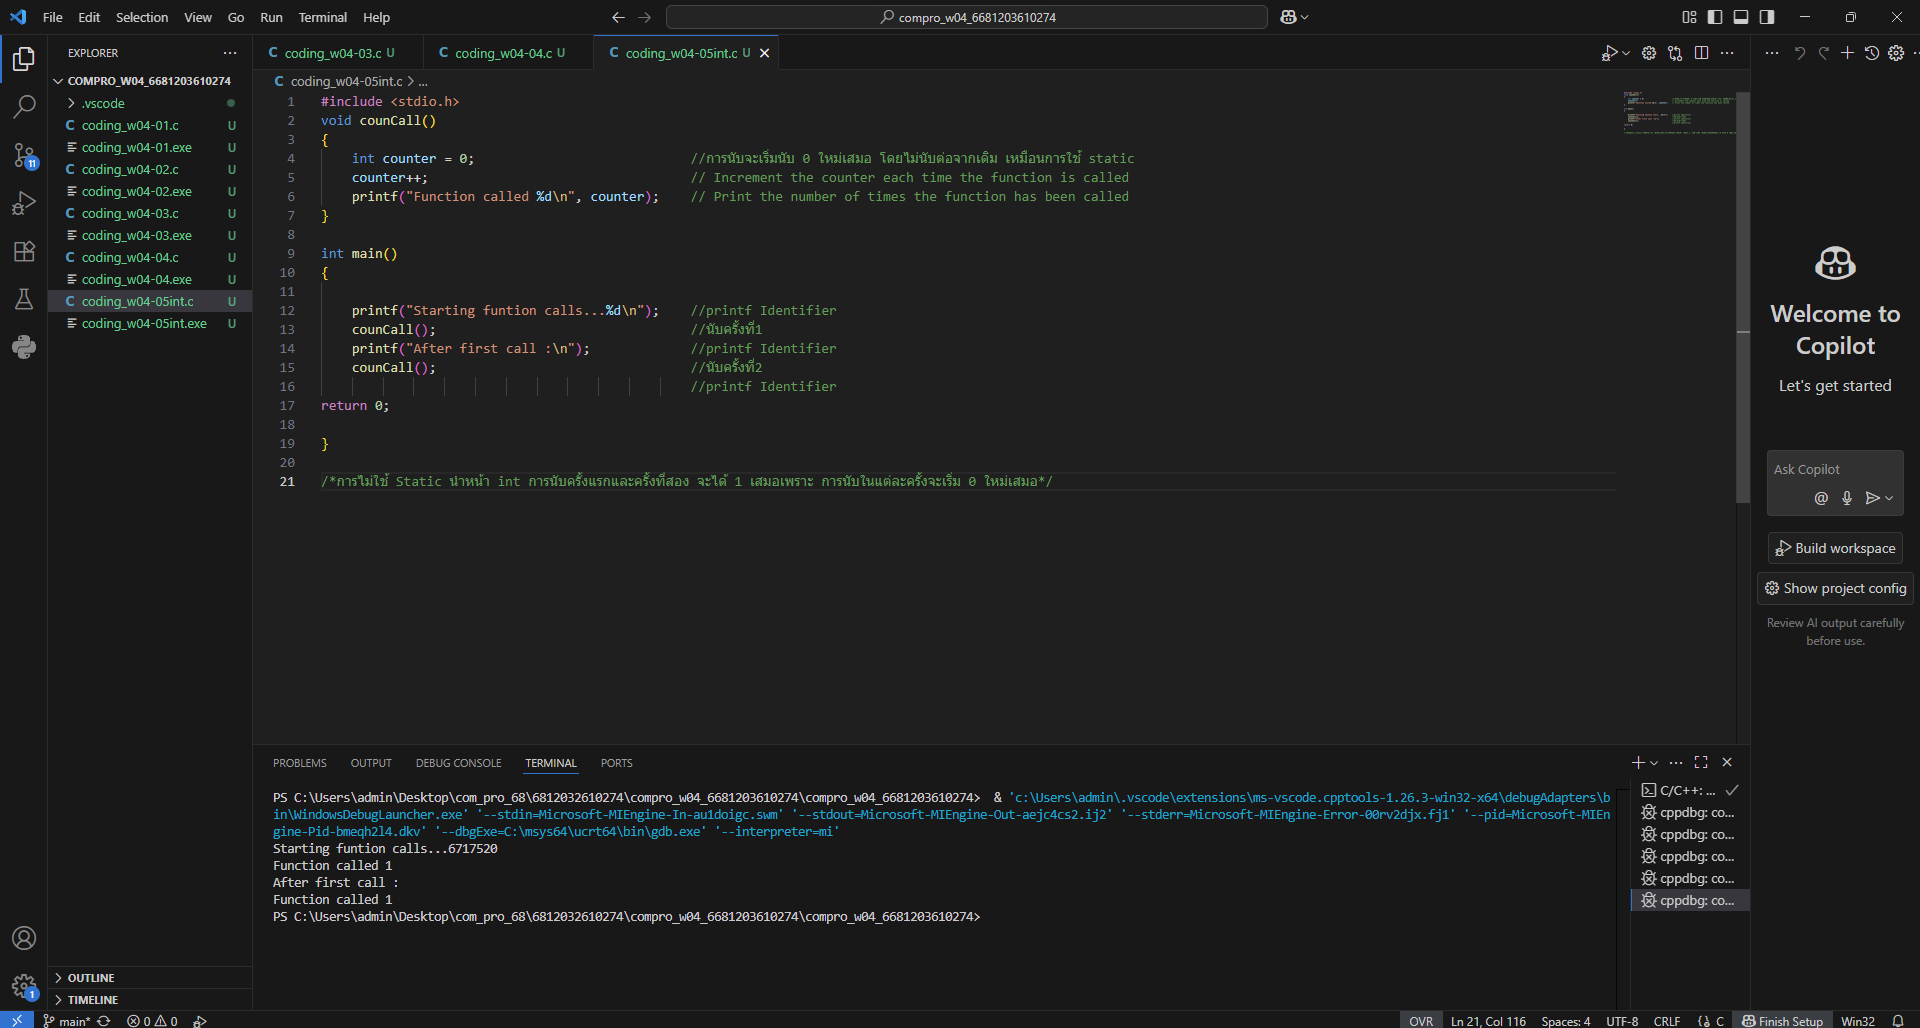 File Edit Selection View Go Run Terminal Help
compro_w04_6681203610274
EXPLORER
COMPRO_W04_6681203610274
.vscode
coding_w04-01.c U
coding_w04-01.exe U
coding_w04-02.c U
coding_w04-02.exe U
coding_w04-03.c U
coding_w04-03.exe U
coding_w04-04.c U
coding_w04-04.exe U
coding_w04-05int.c U
coding_w04-05int.exe U
OUTLINE
TIMELINE
11
1
coding_w04-03.c U
coding_w04-04.c U
coding_w04-05int.c U
coding_w04-05int.c > ...
1 #include <stdio.h>
2 void counCall()
3 {
4 int counter = 0; //การนับจะเริ่มนับ 0 ใหม่เสมอ โดยไม่นับต่อจากเดิม เหมือนการใช้ static
5 counter++; // Increment the counter each time the function is called
6 printf("Function called %d\n", counter); // Print the number of times the function has been called
7 }
8
9 int main()
10 {
11
12 printf("Starting funtion calls...%d\n"); //printf Identifier
13 counCall(); //นับครั้งที่1
14 printf("After first call :\n"); //printf Identifier
15 counCall(); //นับครั้งที่2
16 //printf Identifier
17 return 0;
18
19 }
20
21 /*การไม่ใช้ Static นำหน้า int การนับครั้งแรกและครั้งที่สอง จะได้ 1 เสมอเพราะ การนับในแต่ละครั้งจะเริ่ม 0 ใหม่เสมอ*/
Welcome to
Copilot
Let's get started
Ask Copilot
Build workspace
Show project config
Review AI output carefully
before use.
PROBLEMS OUTPUT DEBUG CONSOLE TERMINAL PORTS
PS C:\Users\admin\Desktop\com_pro_68\6812032610274\compro_w04_6681203610274\compro_w04_6681203610274> & 'c:\Users\admin\.vscode\extensions\ms-vscode.cpptools-1.26.3-win32-x64\debugAdapters\b
in\WindowsDebugLauncher.exe' '--stdin=Microsoft-MIEngine-In-au1doigc.swm' '--stdout=Microsoft-MIEngine-Out-aejc4cs2.ij2' '--stderr=Microsoft-MIEngine-Error-00rv2djx.fj1' '--pid=Microsoft-MIEn
gine-Pid-bmeqh2l4.dkv' '--dbgExe=C:\msys64\ucrt64\bin\gdb.exe' '--interpreter=mi'
Starting funtion calls...6717520
Function called 1
After first call :
Function called 1
PS C:\Users\admin\Desktop\com_pro_68\6812032610274\compro_w04_6681203610274\compro_w04_6681203610274>
C/C++: ...
cppdbg: co...
cppdbg: co...
cppdbg: co...
cppdbg: co...
cppdbg: co...
main* 0 0
OVR Ln 21, Col 116 Spaces: 4 UTF-8 CRLF {} C Finish Setup Win32